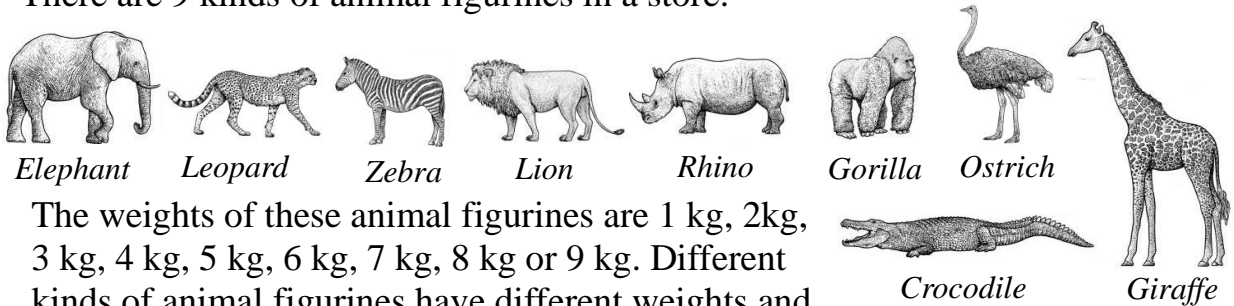 There are 9 kinds of animal figurines in a store.
Elephant Leopard Zebra Lion Rhino Gorilla Ostrich
The weights of these animal figurines are 1 kg, 2kg,
3 kg, 4 kg, 5 kg, 6 kg, 7 kg, 8 kg or 9 kg. Different
Crocodile Giraffe
kinds of animal figurines have different weights and